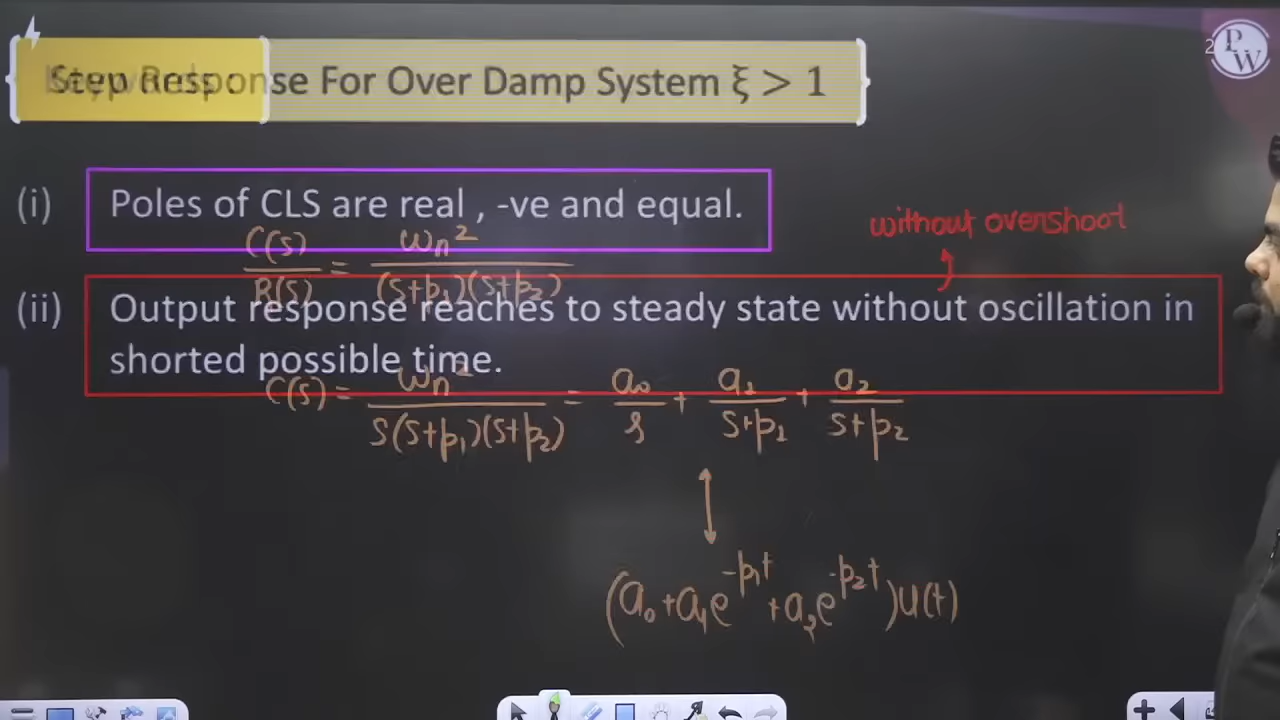 Step Response For Over Damp System ξ > 1
PW
2
(i) Poles of CLS are real , -ve and equal.
without overshoot
C(s)/R(s) = ωn²/(s+p₁)(s+p₂)
(ii) Output response reaches to steady state without oscillation in
shorted possible time.
C(s) = ωn²/s(s+p₁)(s+p₂) = a₀/s + a₁/s+p₁ + a₂/s+p₂
(a₀+a₁e^-p₁t+a₂e^-p₂t)u(t)